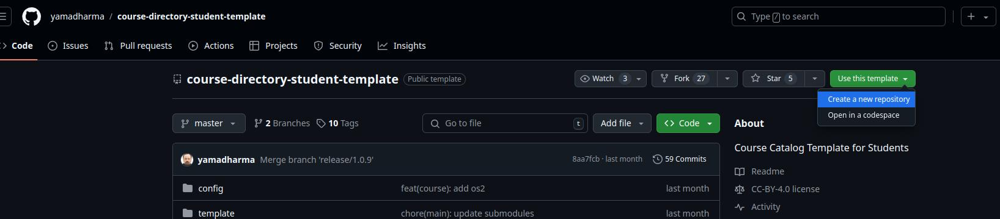 yamadharma / course-directory-student-template
Type / to search
Code Issues Pull requests Actions Projects Security Insights
course-directory-student-template Public template
Watch 3 Fork 27 Star 5 Use this template
Create a new repository
Open in a codespace
master 2 Branches 10 Tags Go to file t Add file Code
About
Course Catalog Template for Students
Readme
CC-BY-4.0 license
Activity
yamadharma Merge branch 'release/1.0.9' 8aa7fcb · last month 59 Commits
config feat(course): add os2 last month
template chore(main): update submodules last month